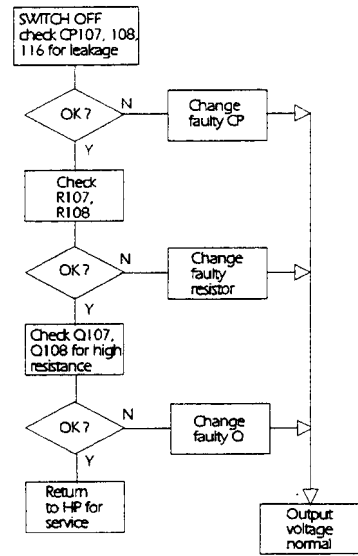 SWITCH OFF
check CP107, 108,
116 for leakage
OK?
N
Change
faulty CP
Y
Check
R107,
R108
OK?
N
Change
faulty
resistor
Y
Check Q107,
Q108 for high
resistance
OK?
N
Change
faulty Q
Y
Return
to HP for
service
Output
voltage
normal